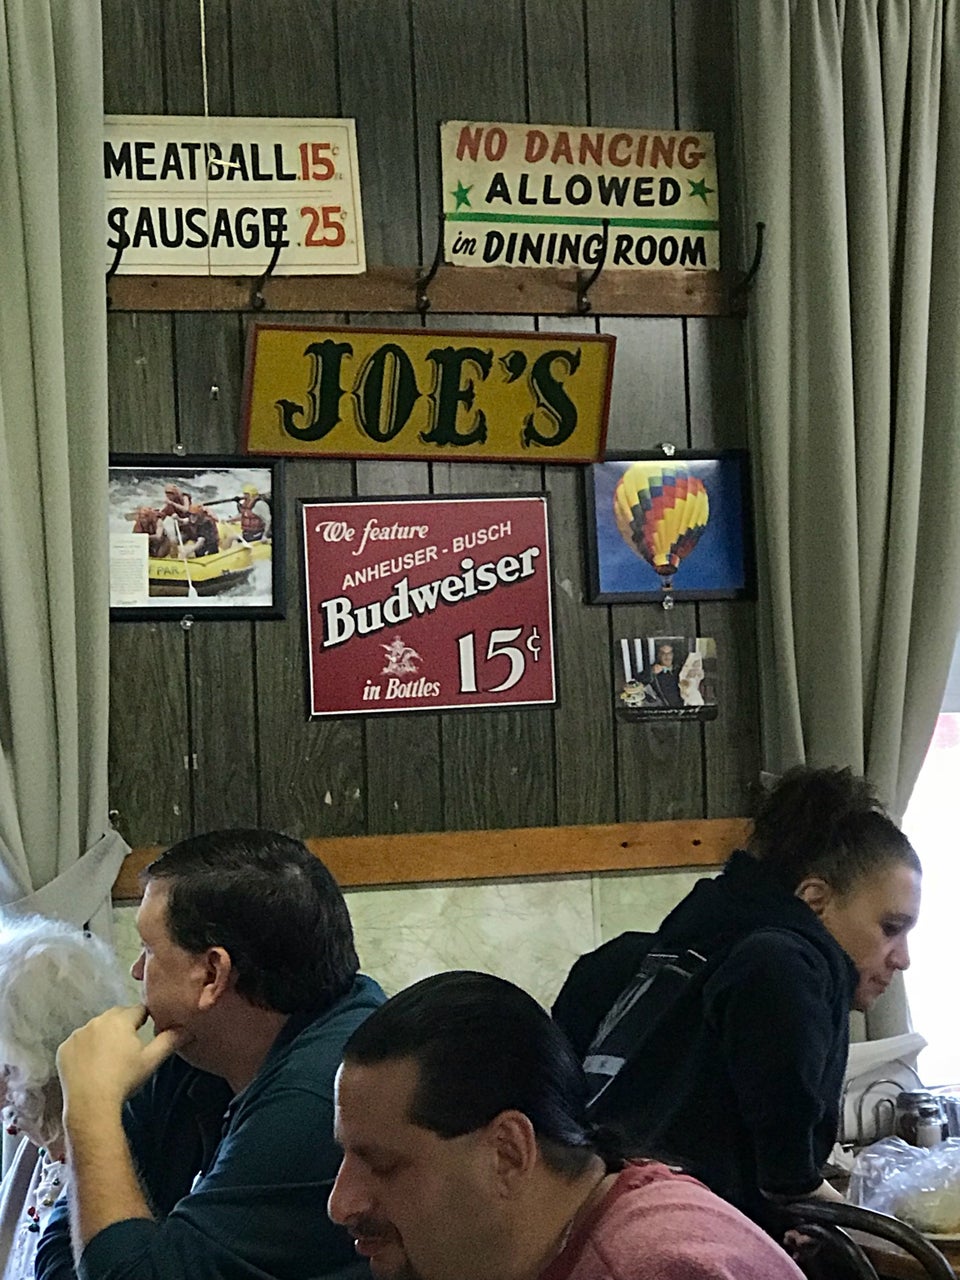 MEATBALL.15¢
SAUSAGE.25¢
NO DANCING
ALLOWED
in DINING ROOM
JOE'S
We feature
ANHEUSER - BUSCH
Budweiser
in Bottles 15¢
PAR